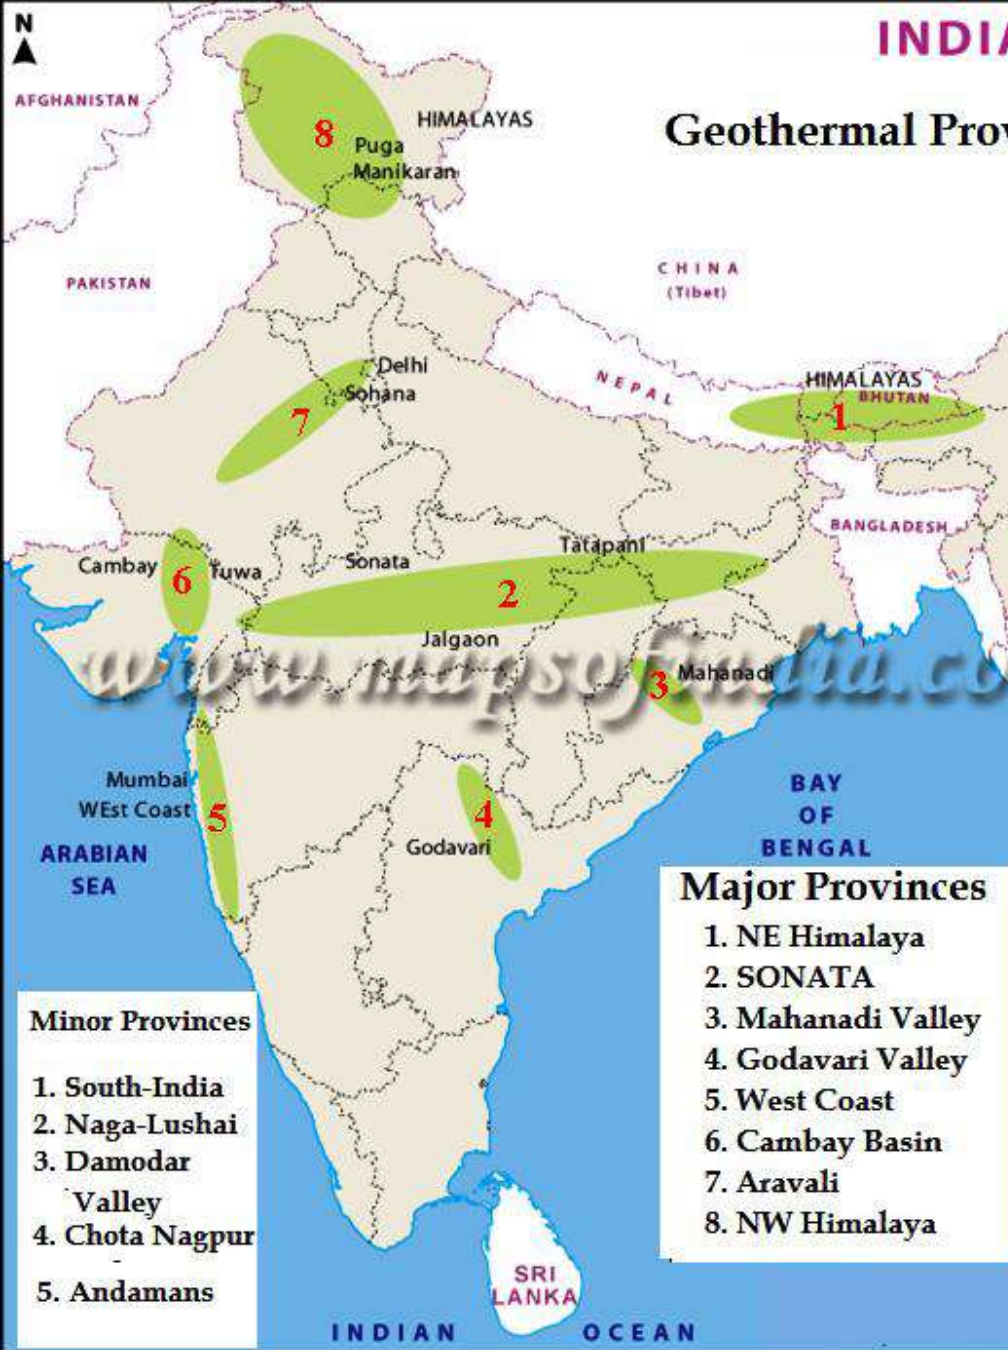 N
INDIA
Geothermal Prov
AFGHANISTAN
HIMALAYAS
8
Puga
Manikaran
PAKISTAN
CHINA
(Tibet)
Delhi
Sohana
7
NEPAL
HIMALAYAS
BHUTAN
1
BANGLADESH
Cambay
6
Tuwa
Sonata
Tatapani
2
Jalgaon
www.mapsofindia.co
3
Mahanadi
Mumbai
WEst Coast
5
4
Godavari
ARABIAN
SEA
BAY
OF
BENGAL
Major Provinces
1. NE Himalaya
2. SONATA
3. Mahanadi Valley
4. Godavari Valley
5. West Coast
6. Cambay Basin
7. Aravali
8. NW Himalaya
Minor Provinces
1. South-India
2. Naga-Lushai
3. Damodar
Valley
4. Chota Nagpur
5. Andamans
SRI
LANKA
INDIAN OCEAN